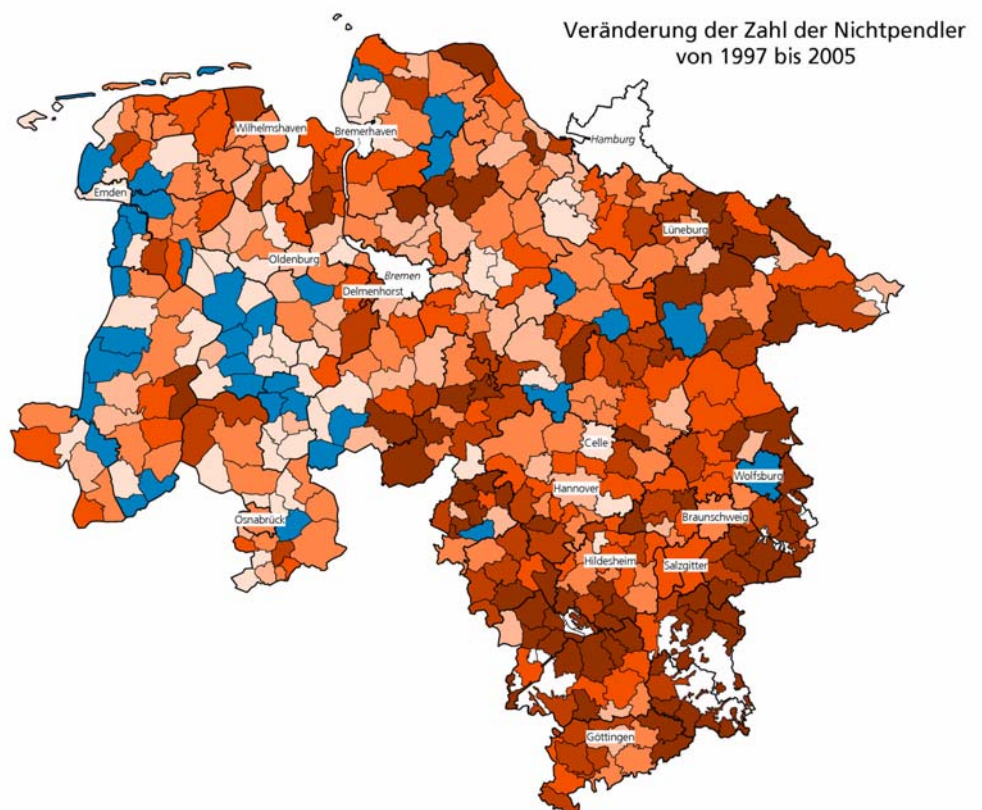 Veränderung der Zahl der Nichtpendler
von 1997 bis 2005
Wilhelmshaven
Bremerhaven
Hamburg
Emden
Lüneburg
Oldenburg
Bremen
Delmenhorst
Celle
Wolfsburg
Hannover
Osnabrück
Braunschweig
Hildesheim
Salzgitter
Göttingen